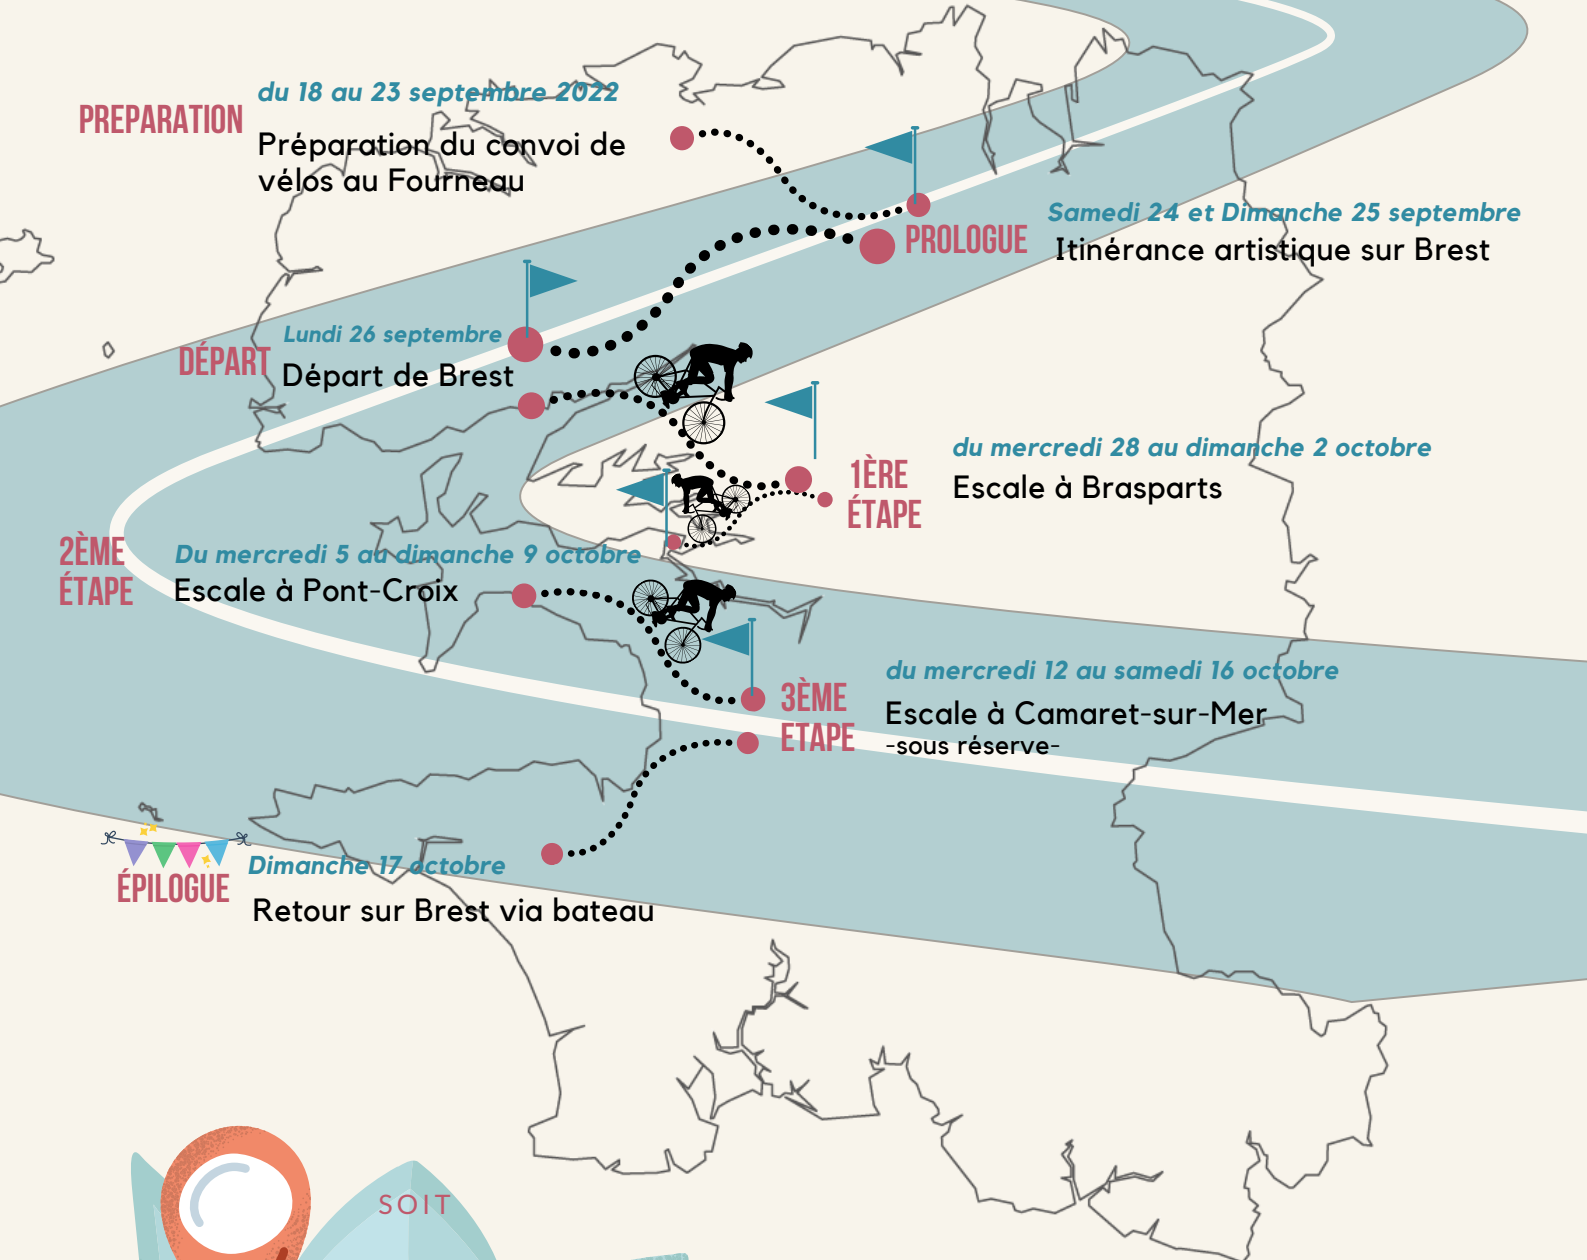 du 18 au 23 septembre 2022
PREPARATION
Préparation du convoi de
vélos au Fourneau
Samedi 24 et Dimanche 25 septembre
PROLOGUE
Itinérance artistique sur Brest
Lundi 26 septembre
DÉPART
Départ de Brest
du mercredi 28 au dimanche 2 octobre
1ÈRE
ÉTAPE
Escale à Brasparts
2ÈME
ÉTAPE
Du mercredi 5 au dimanche 9 octobre
Escale à Pont-Croix
du mercredi 12 au samedi 16 octobre
3ÈME
ETAPE
Escale à Camaret-sur-Mer
-sous réserve-
Dimanche 17 octobre
ÉPILOGUE
Retour sur Brest via bateau
SOIT